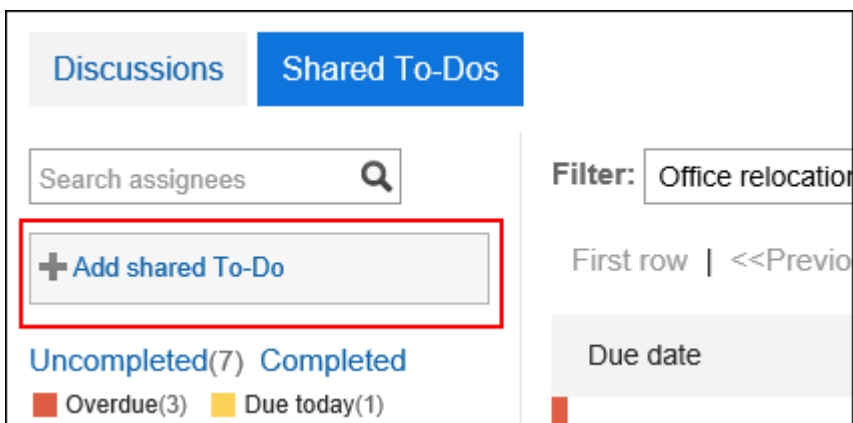 Discussions Shared To-Dos
Search assignees
Add shared To-Do
Uncompleted(7) Completed
Overdue(3) Due today(1)
Filter: Office relocation
First row | <<Previo
Due date